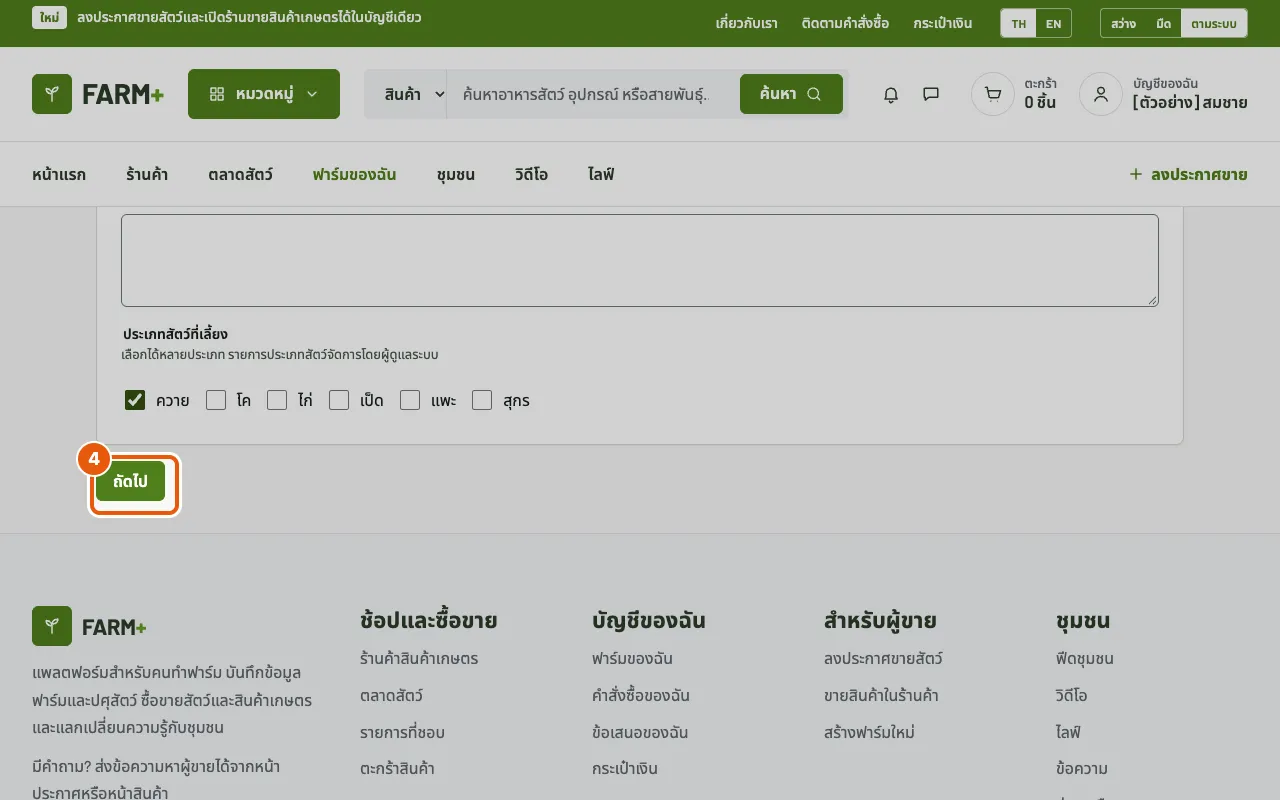 ใหม่ ลงประกาศขายสัตว์และเปิดร้านขายสินค้าเกษตรได้ในบัญชีเดียว เกี่ยวกับเรา ติดตามคำสั่งซื้อ กระเป๋าเงิน TH EN สว่าง มืด ตามระบบ
FARM+ หมวดหมู่ สินค้า ค้นหาอาหารสัตว์ อุปกรณ์ หรือสายพันธุ์.. ค้นหา
ตะกร้า
0 ชิ้น
บัญชีของฉัน
[ตัวอย่าง] สมชาย
หน้าแรก ร้านค้า ตลาดสัตว์ ฟาร์มของฉัน ชุมชน วิดีโอ ไลฟ์ + ลงประกาศขาย
ประเภทสัตว์ที่เลี้ยง
เลือกได้หลายประเภท รายการประเภทสัตว์จัดการโดยผู้ดูแลระบบ
ควาย โค ไก่ เป็ด แพะ สุกร
4
ถัดไป
FARM+
แพลตฟอร์มสำหรับคนทำฟาร์ม บันทึกข้อมูล
ฟาร์มและปศุสัตว์ ซื้อขายสัตว์และสินค้าเกษตร
และแลกเปลี่ยนความรู้กับชุมชน
มีคำถาม? ส่งข้อความหาผู้ขายได้จากหน้า
ประกาศหรือหน้าสินค้า
ช้อปและซื้อขาย
ร้านค้าสินค้าเกษตร
ตลาดสัตว์
รายการที่ชอบ
ตะกร้าสินค้า
บัญชีของฉัน
ฟาร์มของฉัน
คำสั่งซื้อของฉัน
ข้อเสนอของฉัน
กระเป๋าเงิน
สำหรับผู้ขาย
ลงประกาศขายสัตว์
ขายสินค้าในร้านค้า
สร้างฟาร์มใหม่
ชุมชน
ฟีดชุมชน
วิดีโอ
ไลฟ์
ข้อความ